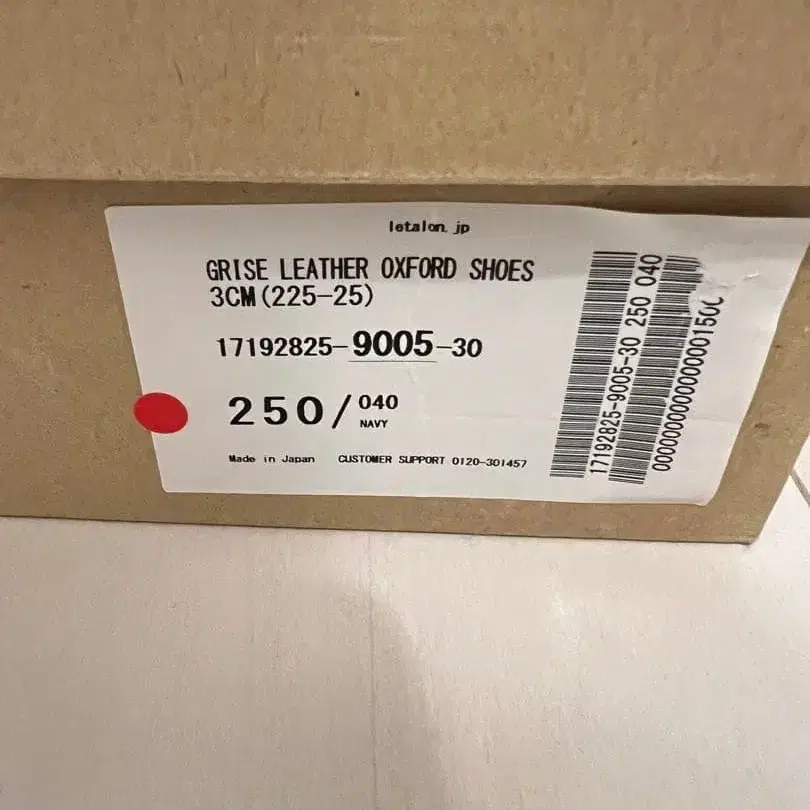 letalon.jp
GRISE LEATHER OXFORD SHOES
3CM(225-25)
17192825-9005-30
250/040
NAVY
Made in Japan CUSTOMER SUPPORT 0120-301457
17192825-9005-30 250 040